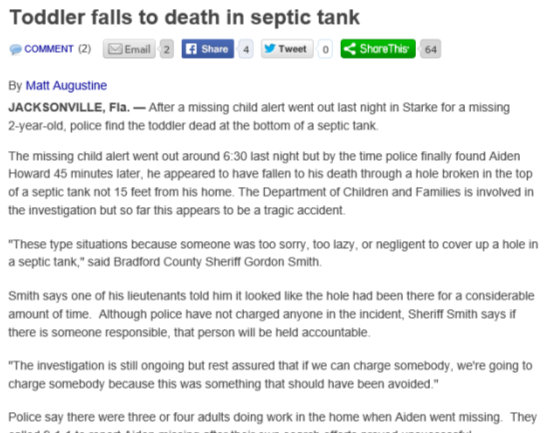 Toddler falls to death in septic tank
COMMENT (2) Email 2 Share 4 Tweet 0 ShareThis 64
By Matt Augustine
JACKSONVILLE, Fla. — After a missing child alert went out last night in Starke for a missing
2-year-old, police find the toddler dead at the bottom of a septic tank.
The missing child alert went out around 6:30 last night but by the time police finally found Aiden
Howard 45 minutes later, he appeared to have fallen to his death through a hole broken in the top
of a septic tank not 15 feet from his home. The Department of Children and Families is involved in
the investigation but so far this appears to be a tragic accident.
"These type situations because someone was too sorry, too lazy, or negligent to cover up a hole in
a septic tank," said Bradford County Sheriff Gordon Smith.
Smith says one of his lieutenants told him it looked like the hole had been there for a considerable
amount of time. Although police have not charged anyone in the incident, Sheriff Smith says if
there is someone responsible, that person will be held accountable.
"The investigation is still ongoing but rest assured that if we can charge somebody, we're going to
charge somebody because this was something that should have been avoided."
Police say there were three or four adults doing work in the home when Aiden went missing. They